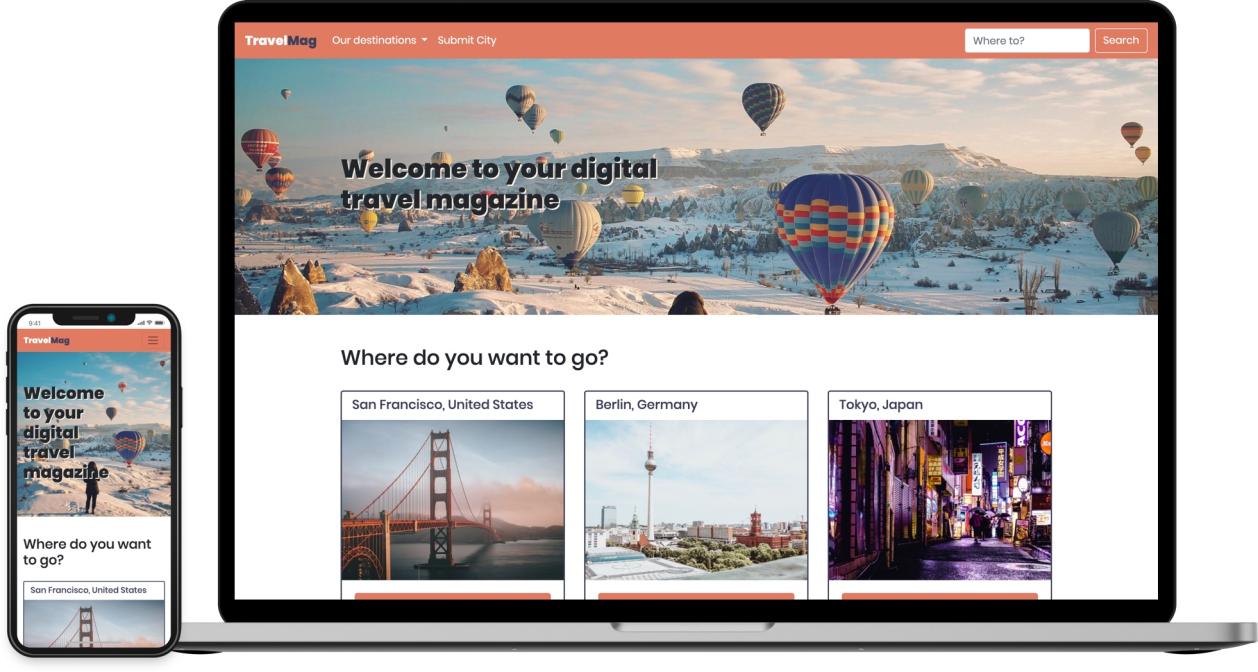 TravelMag Our destinations Submit City Where to? Search
Welcome to your digital
travel magazine
Where do you want to go?
San Francisco, United States Berlin, Germany Tokyo, Japan
9:41
TravelMag
Welcome
to your
digital
travel
magazine
Where do you want
to go?
San Francisco, United States